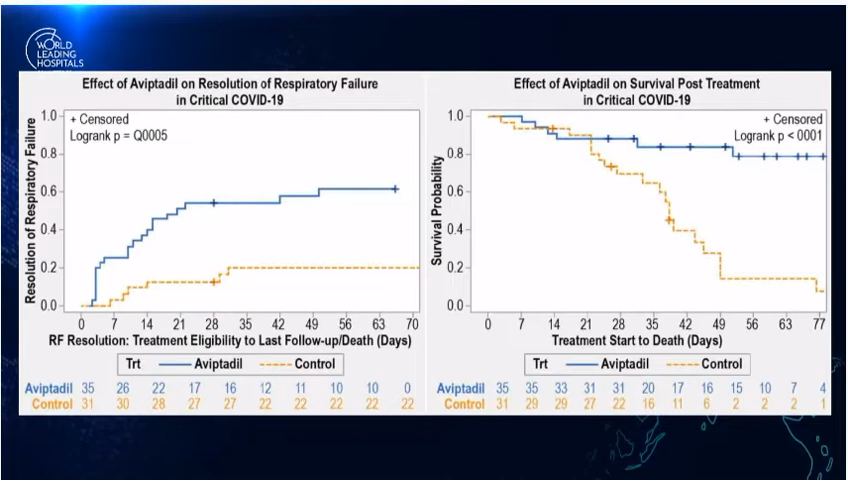 WORLD
LEADING
HOSPITALS
Effect of Aviptadil on Resolution of Respiratory Failure
in Critical COVID-19
+ Censored
Logrank p = Q0005
Resolution of Respiratory Failure
1.0
0.8
0.6
0.4
0.2
0.0
0 7 14 21 28 35 42 49 56 63 70
RF Resolution: Treatment Eligibility to Last Follow-up/Death (Days)
Trt Aviptadil Control
Aviptadil 35 26 22 17 16 12 11 10 10 0
Control 31 30 28 27 27 22 22 22 22 22
Effect of Aviptadil on Survival Post Treatment
in Critical COVID-19
+ Censored
Logrank p < 0001
Survival Probability
1.0
0.8
0.6
0.4
0.2
0.0
0 7 14 21 28 35 42 49 56 63 77
Treatment Start to Death (Days)
Trt Aviptadil Control
Aviptadil 35 35 33 31 31 20 17 16 15 10 7 4
Control 31 29 29 27 22 16 11 6 2 2 2 1